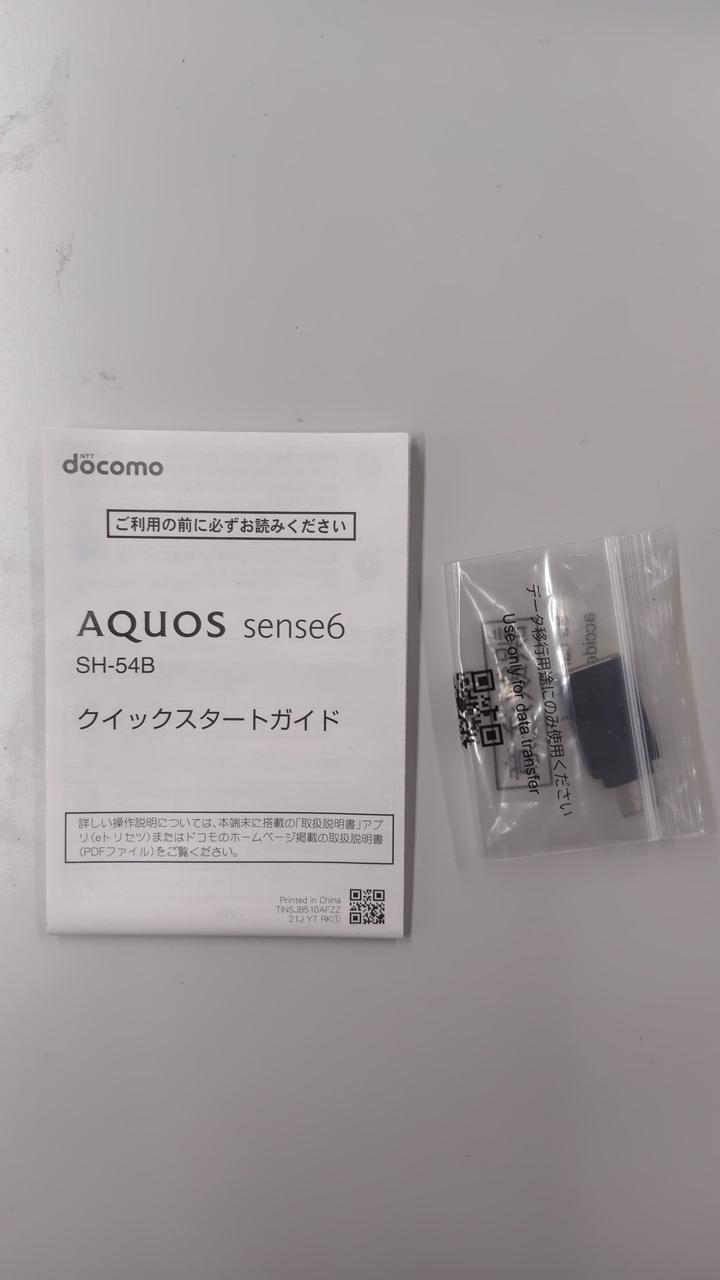 NTT
docomo
ご利用の前に必ずお読みください
AQUOS sense6
SH-54B
クイックスタートガイド
詳しい操作説明については、本端末に搭載の「取扱説明書」アプ
リ(eトリセツ)またはドコモのホームページ掲載の取扱説明書
(PDFファイル)をご覧ください。
Printed in China
TINSJB510AFZZ
21J YT RK①
データ移行用途にのみ使用ください
Use only for data transfer